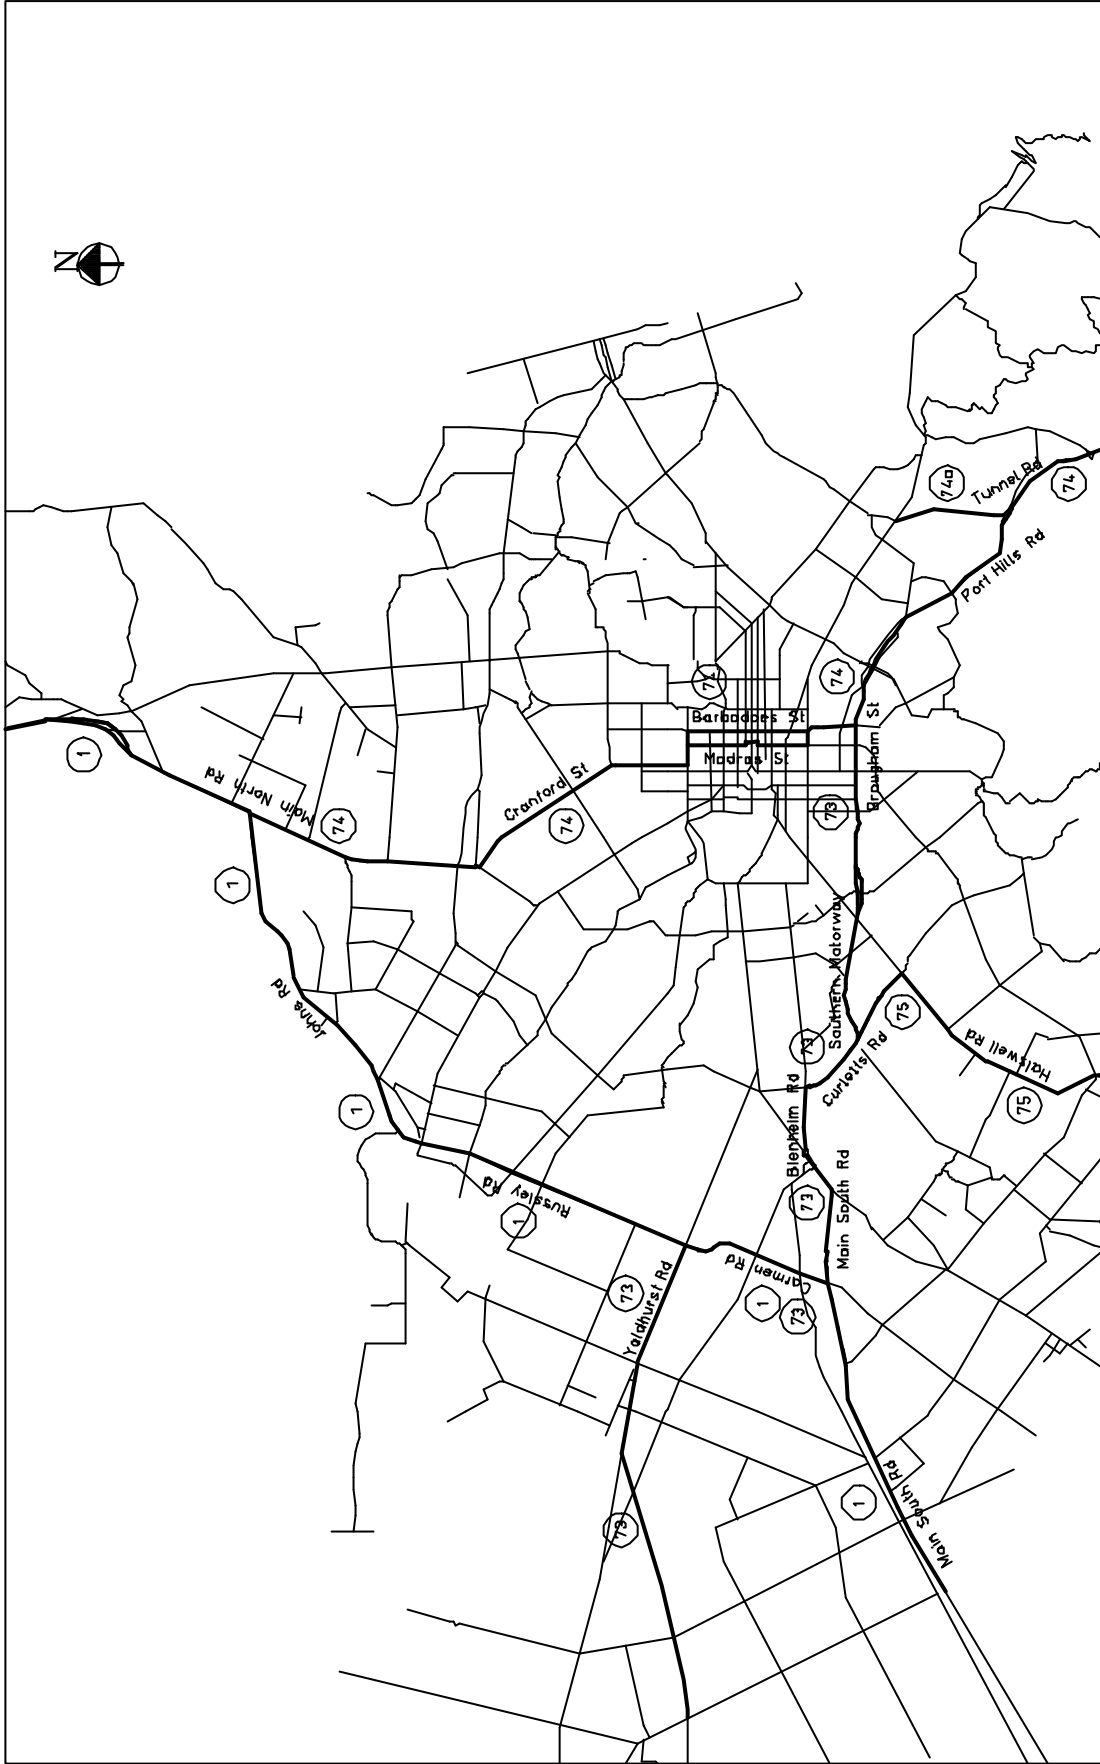 N
1
Main North Rd
74
1
Johns Rd
Cranford St
74
74
Barbadoes St
Madras St
74
Brougham St
73
74a
Tunnel Rd
74
Port Hills Rd
1
Russley Rd
1
Southern Motorway
73
Curletts Rd
75
Halswell Rd
75
Blenheim Rd
73
Main South Rd
Carmen Rd
1
73
73
Yaldhurst Rd
73
1
Main South Rd